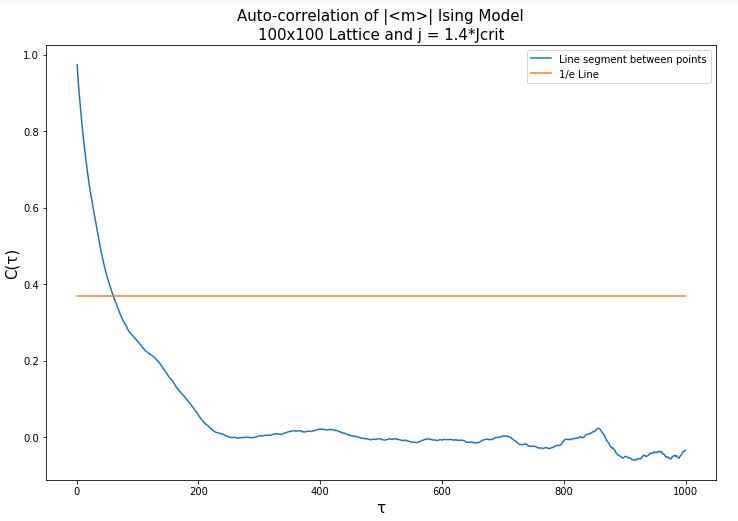 Auto-correlation of |<m>| Ising Model
100x100 Lattice and j = 1.4*Jcrit
Line segment between points
1/e Line
C(τ)
1.0
0.8
0.6
0.4
0.2
0.0
0
200
400
600
800
1000
τ